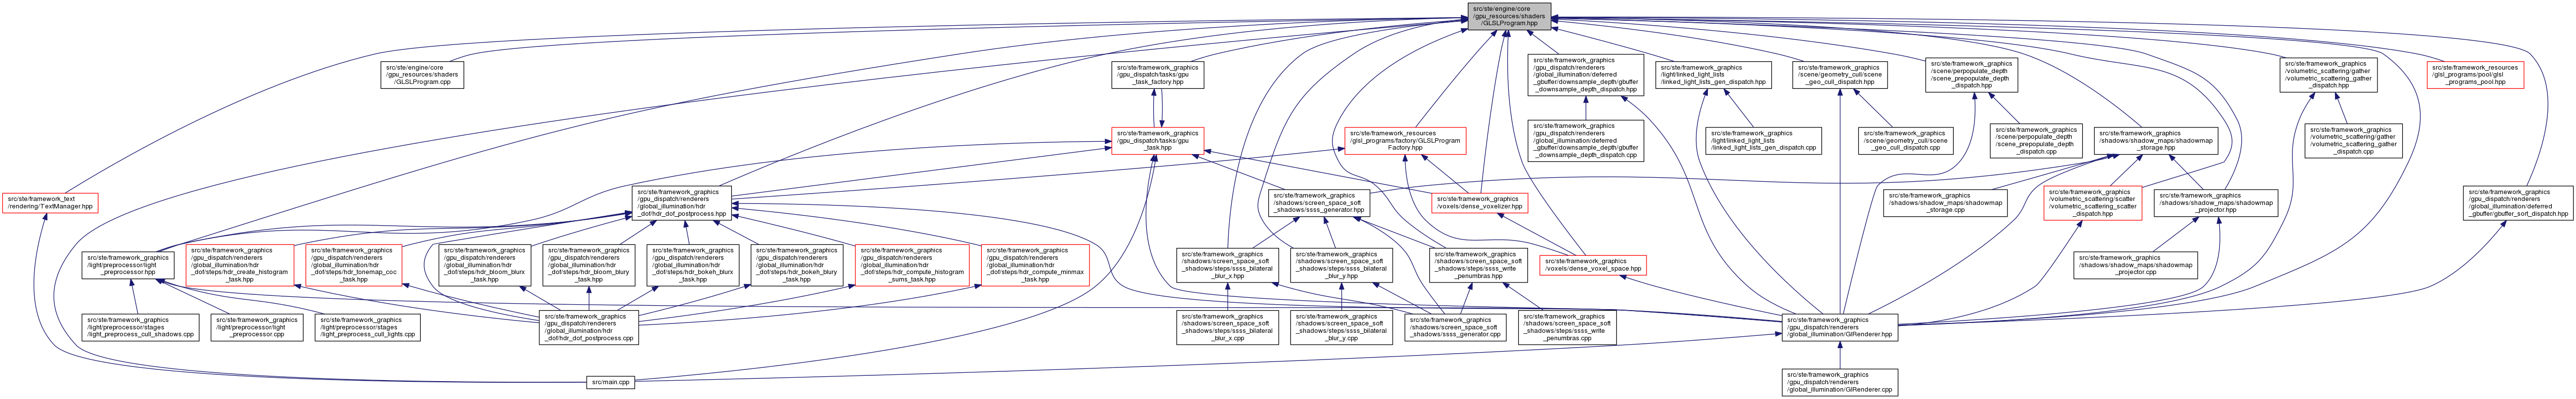 src/ste/engine/core
/gpu_resources/shaders
/GLSLProgram.hpp
src/ste/engine/core
/gpu_resources/shaders
/GLSLProgram.cpp
src/ste/framework_graphics
/gpu_dispatch/tasks/gpu
_task_factory.hpp
src/ste/framework_graphics
/gpu_dispatch/renderers
/global_illumination/deferred
_gbuffer/downsample_depth/gbuffer
_downsample_depth_dispatch.hpp
src/ste/framework_graphics
/light/linked_light_lists
/linked_light_lists_gen_dispatch.hpp
src/ste/framework_graphics
/scene/geometry_cull/scene
_geo_cull_dispatch.hpp
src/ste/framework_graphics
/scene/perpopulate_depth
/scene_prepopulate_depth
_dispatch.hpp
src/ste/framework_graphics
/volumetric_scattering/gather
/volumetric_scattering_gather
_dispatch.hpp
src/ste/framework_resources
/glsl_programs/pool/glsl
_programs_pool.hpp
src/ste/framework_graphics
/gpu_dispatch/tasks/gpu
_task.hpp
src/ste/framework_resources
/glsl_programs/factory/GLSLProgram
Factory.hpp
src/ste/framework_graphics
/gpu_dispatch/renderers
/global_illumination/deferred
_gbuffer/downsample_depth/gbuffer
_downsample_depth_dispatch.cpp
src/ste/framework_graphics
/light/linked_light_lists
/linked_light_lists_gen_dispatch.cpp
src/ste/framework_graphics
/scene/geometry_cull/scene
_geo_cull_dispatch.cpp
src/ste/framework_graphics
/scene/perpopulate_depth
/scene_prepopulate_depth
_dispatch.cpp
src/ste/framework_graphics
/shadows/shadow_maps/shadowmap
_storage.hpp
src/ste/framework_graphics
/volumetric_scattering/gather
/volumetric_scattering_gather
_dispatch.cpp
src/ste/framework_text
/rendering/TextManager.hpp
src/ste/framework_graphics
/gpu_dispatch/renderers
/global_illumination/hdr
_dof/hdr_dof_postprocess.hpp
src/ste/framework_graphics
/shadows/screen_space_soft
_shadows/ssss_generator.hpp
src/ste/framework_graphics
/voxels/dense_voxelizer.hpp
src/ste/framework_graphics
/shadows/shadow_maps/shadowmap
_storage.cpp
src/ste/framework_graphics
/volumetric_scattering/scatter
/volumetric_scattering_scatter
_dispatch.hpp
src/ste/framework_graphics
/shadows/shadow_maps/shadowmap
_projector.hpp
src/ste/framework_graphics
/gpu_dispatch/renderers
/global_illumination/deferred
_gbuffer/gbuffer_sort_dispatch.hpp
src/ste/framework_graphics
/light/preprocessor/light
_preprocessor.hpp
src/ste/framework_graphics
/gpu_dispatch/renderers
/global_illumination/hdr
_dof/steps/hdr_create_histogram
_task.hpp
src/ste/framework_graphics
/gpu_dispatch/renderers
/global_illumination/hdr
_dof/steps/hdr_tonemap_coc
_task.hpp
src/ste/framework_graphics
/gpu_dispatch/renderers
/global_illumination/hdr
_dof/steps/hdr_bloom_blurx
_task.hpp
src/ste/framework_graphics
/gpu_dispatch/renderers
/global_illumination/hdr
_dof/steps/hdr_bloom_blury
_task.hpp
src/ste/framework_graphics
/gpu_dispatch/renderers
/global_illumination/hdr
_dof/steps/hdr_bokeh_blurx
_task.hpp
src/ste/framework_graphics
/gpu_dispatch/renderers
/global_illumination/hdr
_dof/steps/hdr_bokeh_blury
_task.hpp
src/ste/framework_graphics
/gpu_dispatch/renderers
/global_illumination/hdr
_dof/steps/hdr_compute_histogram
_sums_task.hpp
src/ste/framework_graphics
/gpu_dispatch/renderers
/global_illumination/hdr
_dof/steps/hdr_compute_minmax
_task.hpp
src/ste/framework_graphics
/shadows/screen_space_soft
_shadows/steps/ssss_bilateral
_blur_x.hpp
src/ste/framework_graphics
/shadows/screen_space_soft
_shadows/steps/ssss_bilateral
_blur_y.hpp
src/ste/framework_graphics
/shadows/screen_space_soft
_shadows/steps/ssss_write
_penumbras.hpp
src/ste/framework_graphics
/voxels/dense_voxel_space.hpp
src/ste/framework_graphics
/shadows/shadow_maps/shadowmap
_projector.cpp
src/ste/framework_graphics
/light/preprocessor/stages
/light_preprocess_cull_shadows.cpp
src/ste/framework_graphics
/light/preprocessor/light
_preprocessor.cpp
src/ste/framework_graphics
/light/preprocessor/stages
/light_preprocess_cull_lights.cpp
src/ste/framework_graphics
/gpu_dispatch/renderers
/global_illumination/hdr
_dof/hdr_dof_postprocess.cpp
src/ste/framework_graphics
/shadows/screen_space_soft
_shadows/steps/ssss_bilateral
_blur_x.cpp
src/ste/framework_graphics
/shadows/screen_space_soft
_shadows/steps/ssss_bilateral
_blur_y.cpp
src/ste/framework_graphics
/shadows/screen_space_soft
_shadows/ssss_generator.cpp
src/ste/framework_graphics
/shadows/screen_space_soft
_shadows/steps/ssss_write
_penumbras.cpp
src/ste/framework_graphics
/gpu_dispatch/renderers
/global_illumination/GIRenderer.hpp
src/main.cpp
src/ste/framework_graphics
/gpu_dispatch/renderers
/global_illumination/GIRenderer.cpp